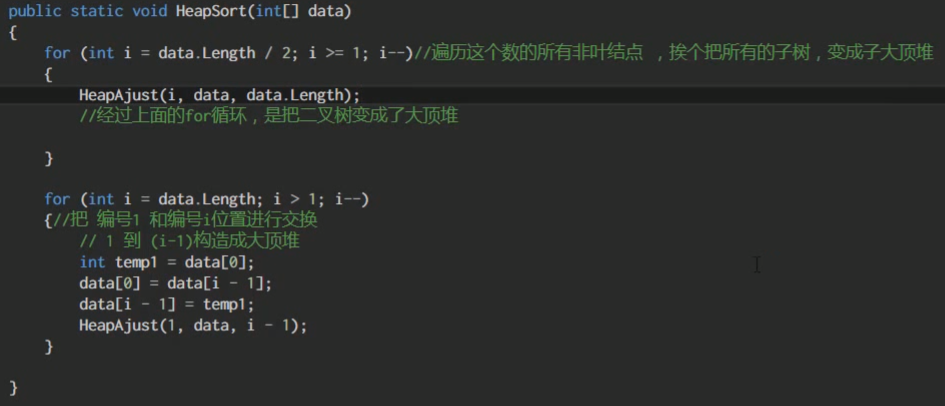 public static void HeapSort(int[] data)
{
for (int i = data.Length / 2; i >= 1; i--)//遍历这个数的所有非叶结点 ，挨个把所有的子树，变成子大顶堆
{
HeapAjust(i, data, data.Length);
//经过上面的for循环，是把二叉树变成了大顶堆
}
for (int i = data.Length; i > 1; i--)
{//把 编号1 和编号i位置进行交换
// 1 到 (i-1)构造成大顶堆
int temp1 = data[0];
data[0] = data[i - 1];
data[i - 1] = temp1;
HeapAjust(1, data, i - 1);
}
}